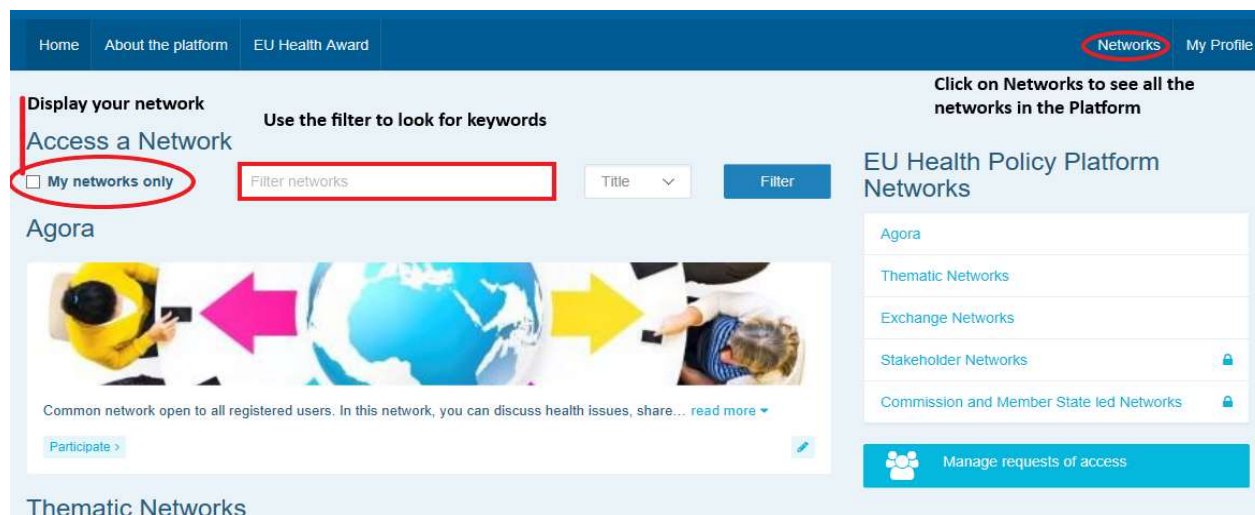 Home About the platform EU Health Award Networks My Profile
Display your network
Use the filter to look for keywords
Click on Networks to see all the
networks in the Platform
Access a Network
My networks only
Filter networks
Title
Filter
Agora
Common network open to all registered users. In this network, you can discuss health issues, share... read more
Participate >
Thematic Networks
EU Health Policy Platform
Networks
Agora
Thematic Networks
Exchange Networks
Stakeholder Networks
Commission and Member State led Networks
Manage requests of access